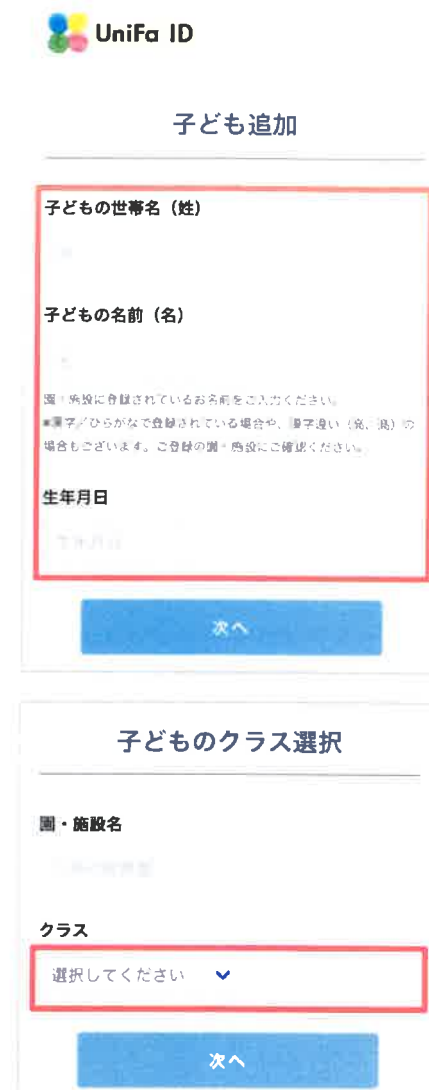 UniFa ID
子ども追加
子どもの世帯名（姓）
子どもの名前（名）
園・施設に登録されているお名前をご入力ください。
字／ひらがなで登録されている場合や、漢字違い（発、
場合もございます。ご登録の園・施設にご確認ください。
生年月日
生年月日
次へ
子どものクラス選択
園・施設名
クラス
選択してください
次へ